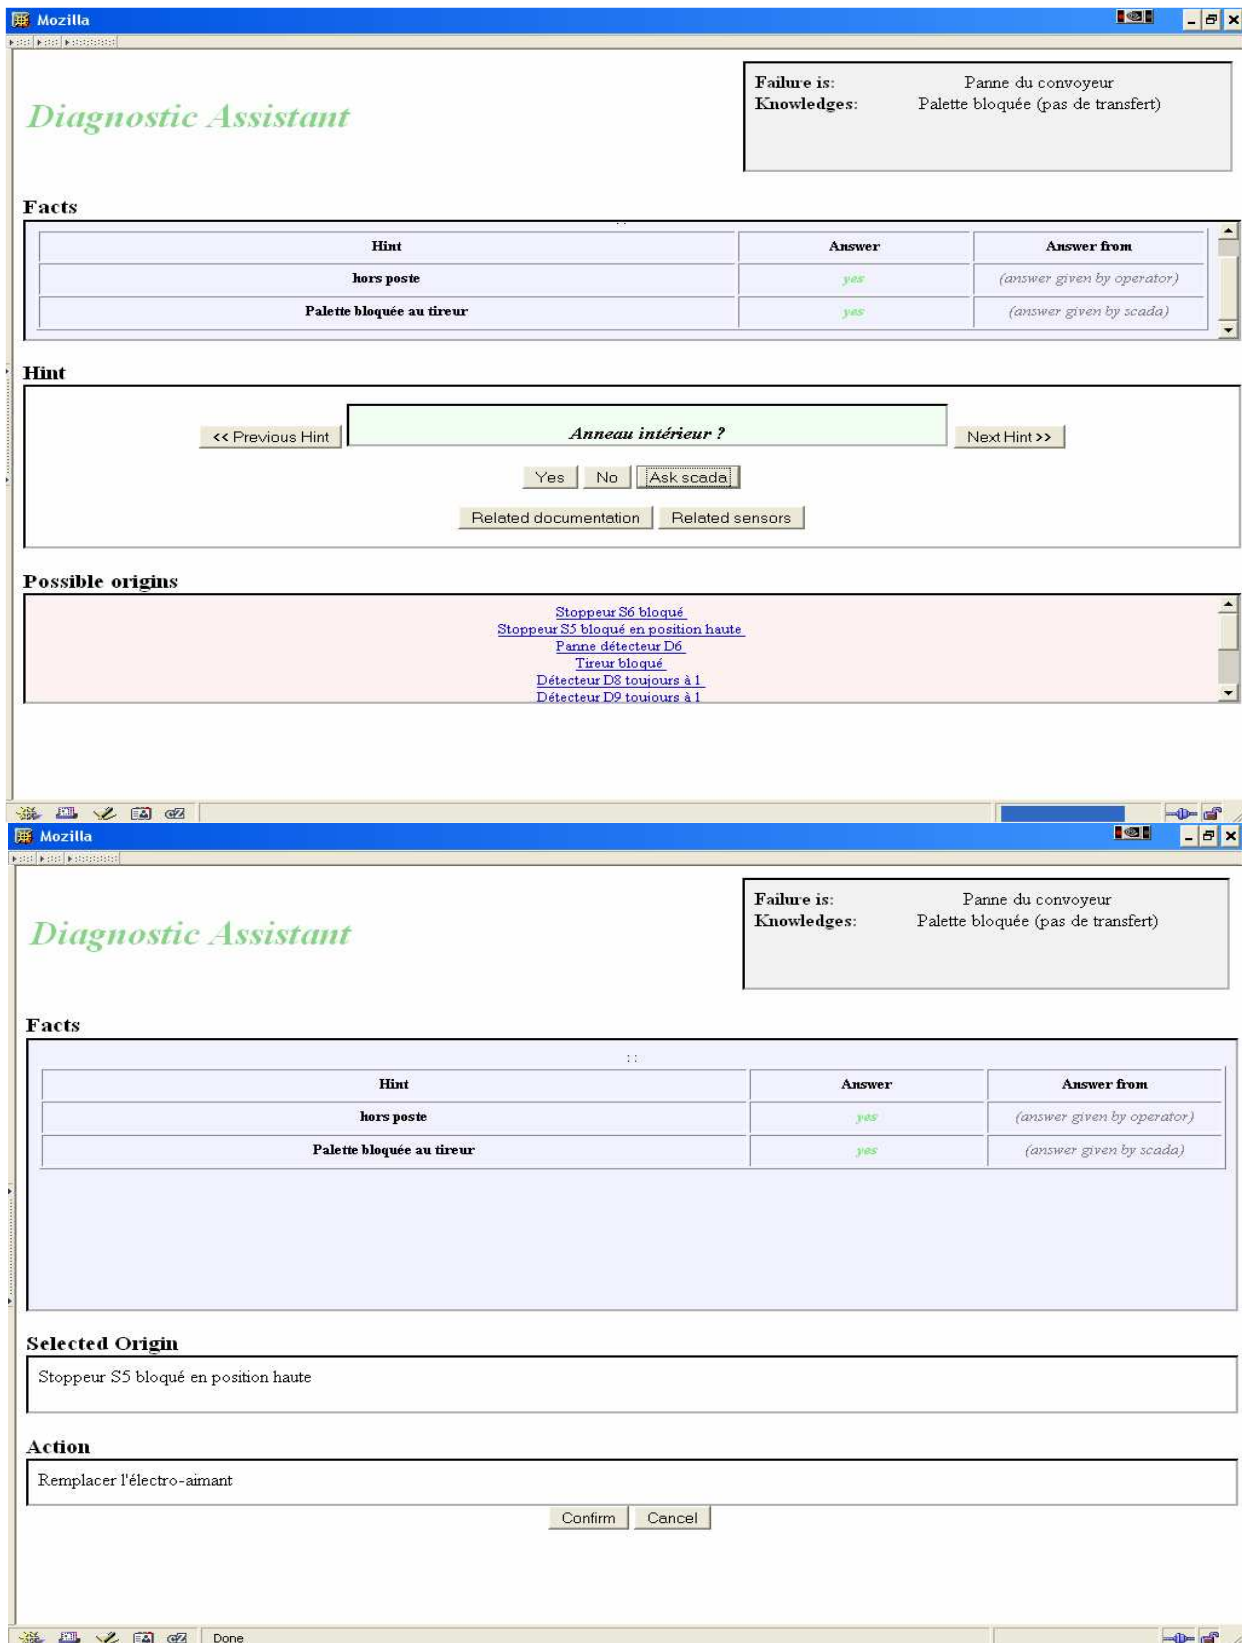 Mozilla
Diagnostic Assistant
Failure is: Panne du convoyeur
Knowledges: Palette bloquée (pas de transfert)
Facts
: :
Hint Answer Answer from
hors poste yes (answer given by operator)
Palette bloquée au tireur yes (answer given by scada)
Hint
<< Previous Hint Anneau intérieur ? Next Hint >>
Yes No Ask scada
Related documentation Related sensors
Possible origins
Stoppeur S6 bloqué
Stoppeur S5 bloqué en position haute
Panne détecteur D6
Tireur bloqué
Détecteur D8 toujours à 1
Détecteur D9 toujours à 1
Mozilla
Diagnostic Assistant
Failure is: Panne du convoyeur
Knowledges: Palette bloquée (pas de transfert)
Facts
: :
Hint Answer Answer from
hors poste yes (answer given by operator)
Palette bloquée au tireur yes (answer given by scada)
Selected Origin
Stoppeur S5 bloqué en position haute
Action
Remplacer l'électro-aimant
Confirm Cancel
Done